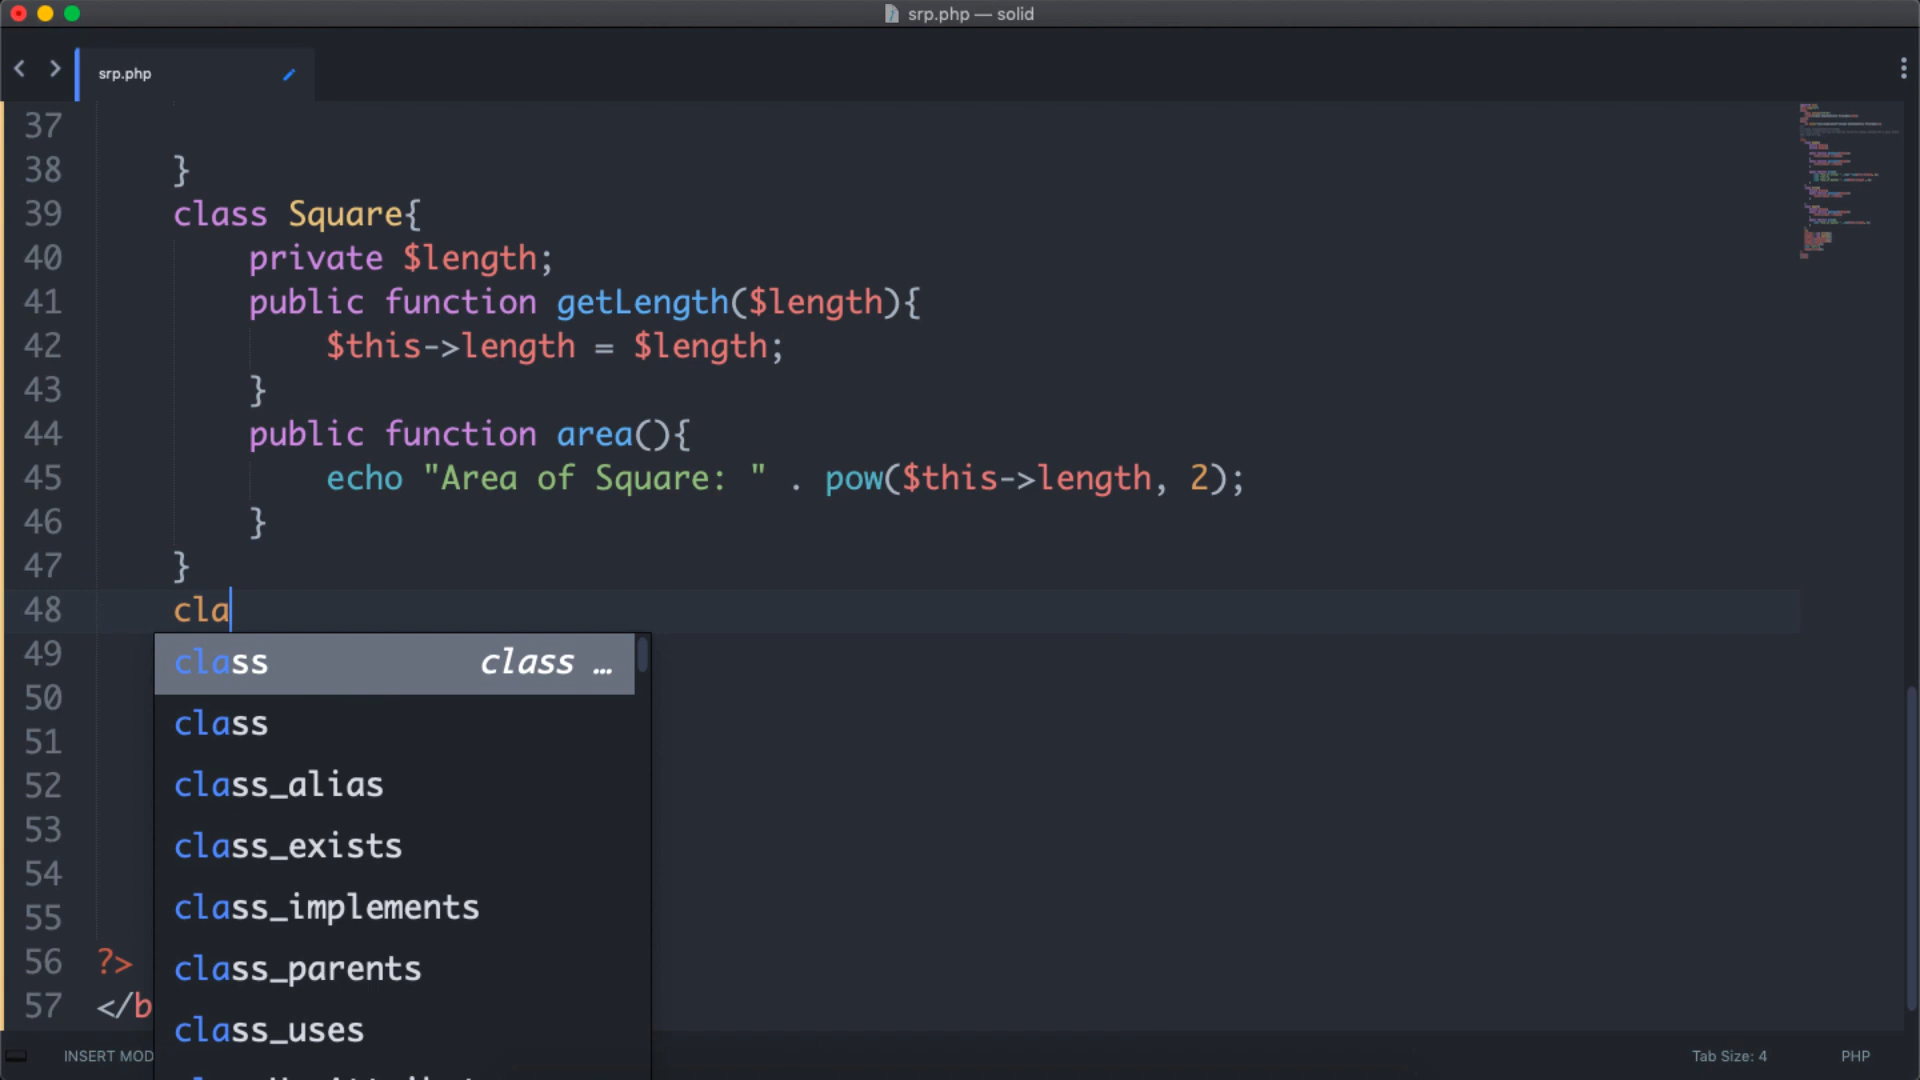 srp.php — solid
srp.php
37
38 }
39 class Square{
40 private $length;
41 public function getLength($length){
42 $this->length = $length;
43 }
44 public function area(){
45 echo "Area of Square: " . pow($this->length, 2);
46 }
47 }
48 cla
49 class class …
50 class
51
52 class_alias
53 class_exists
54 class_implements
55
56 ?> class_parents
57 </b class_uses
INSERT MOD
Tab Size: 4
PHP